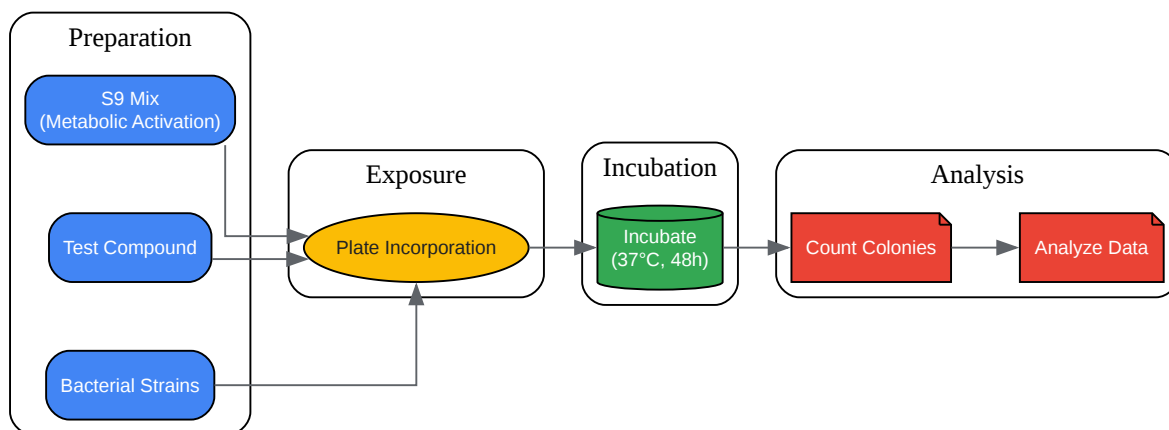 Preparation
S9 Mix
(Metabolic Activation)
Test Compound
Bacterial Strains
Exposure
Plate Incorporation
Incubation
Incubate
(37°C, 48h)
Analysis
Count Colonies
Analyze Data